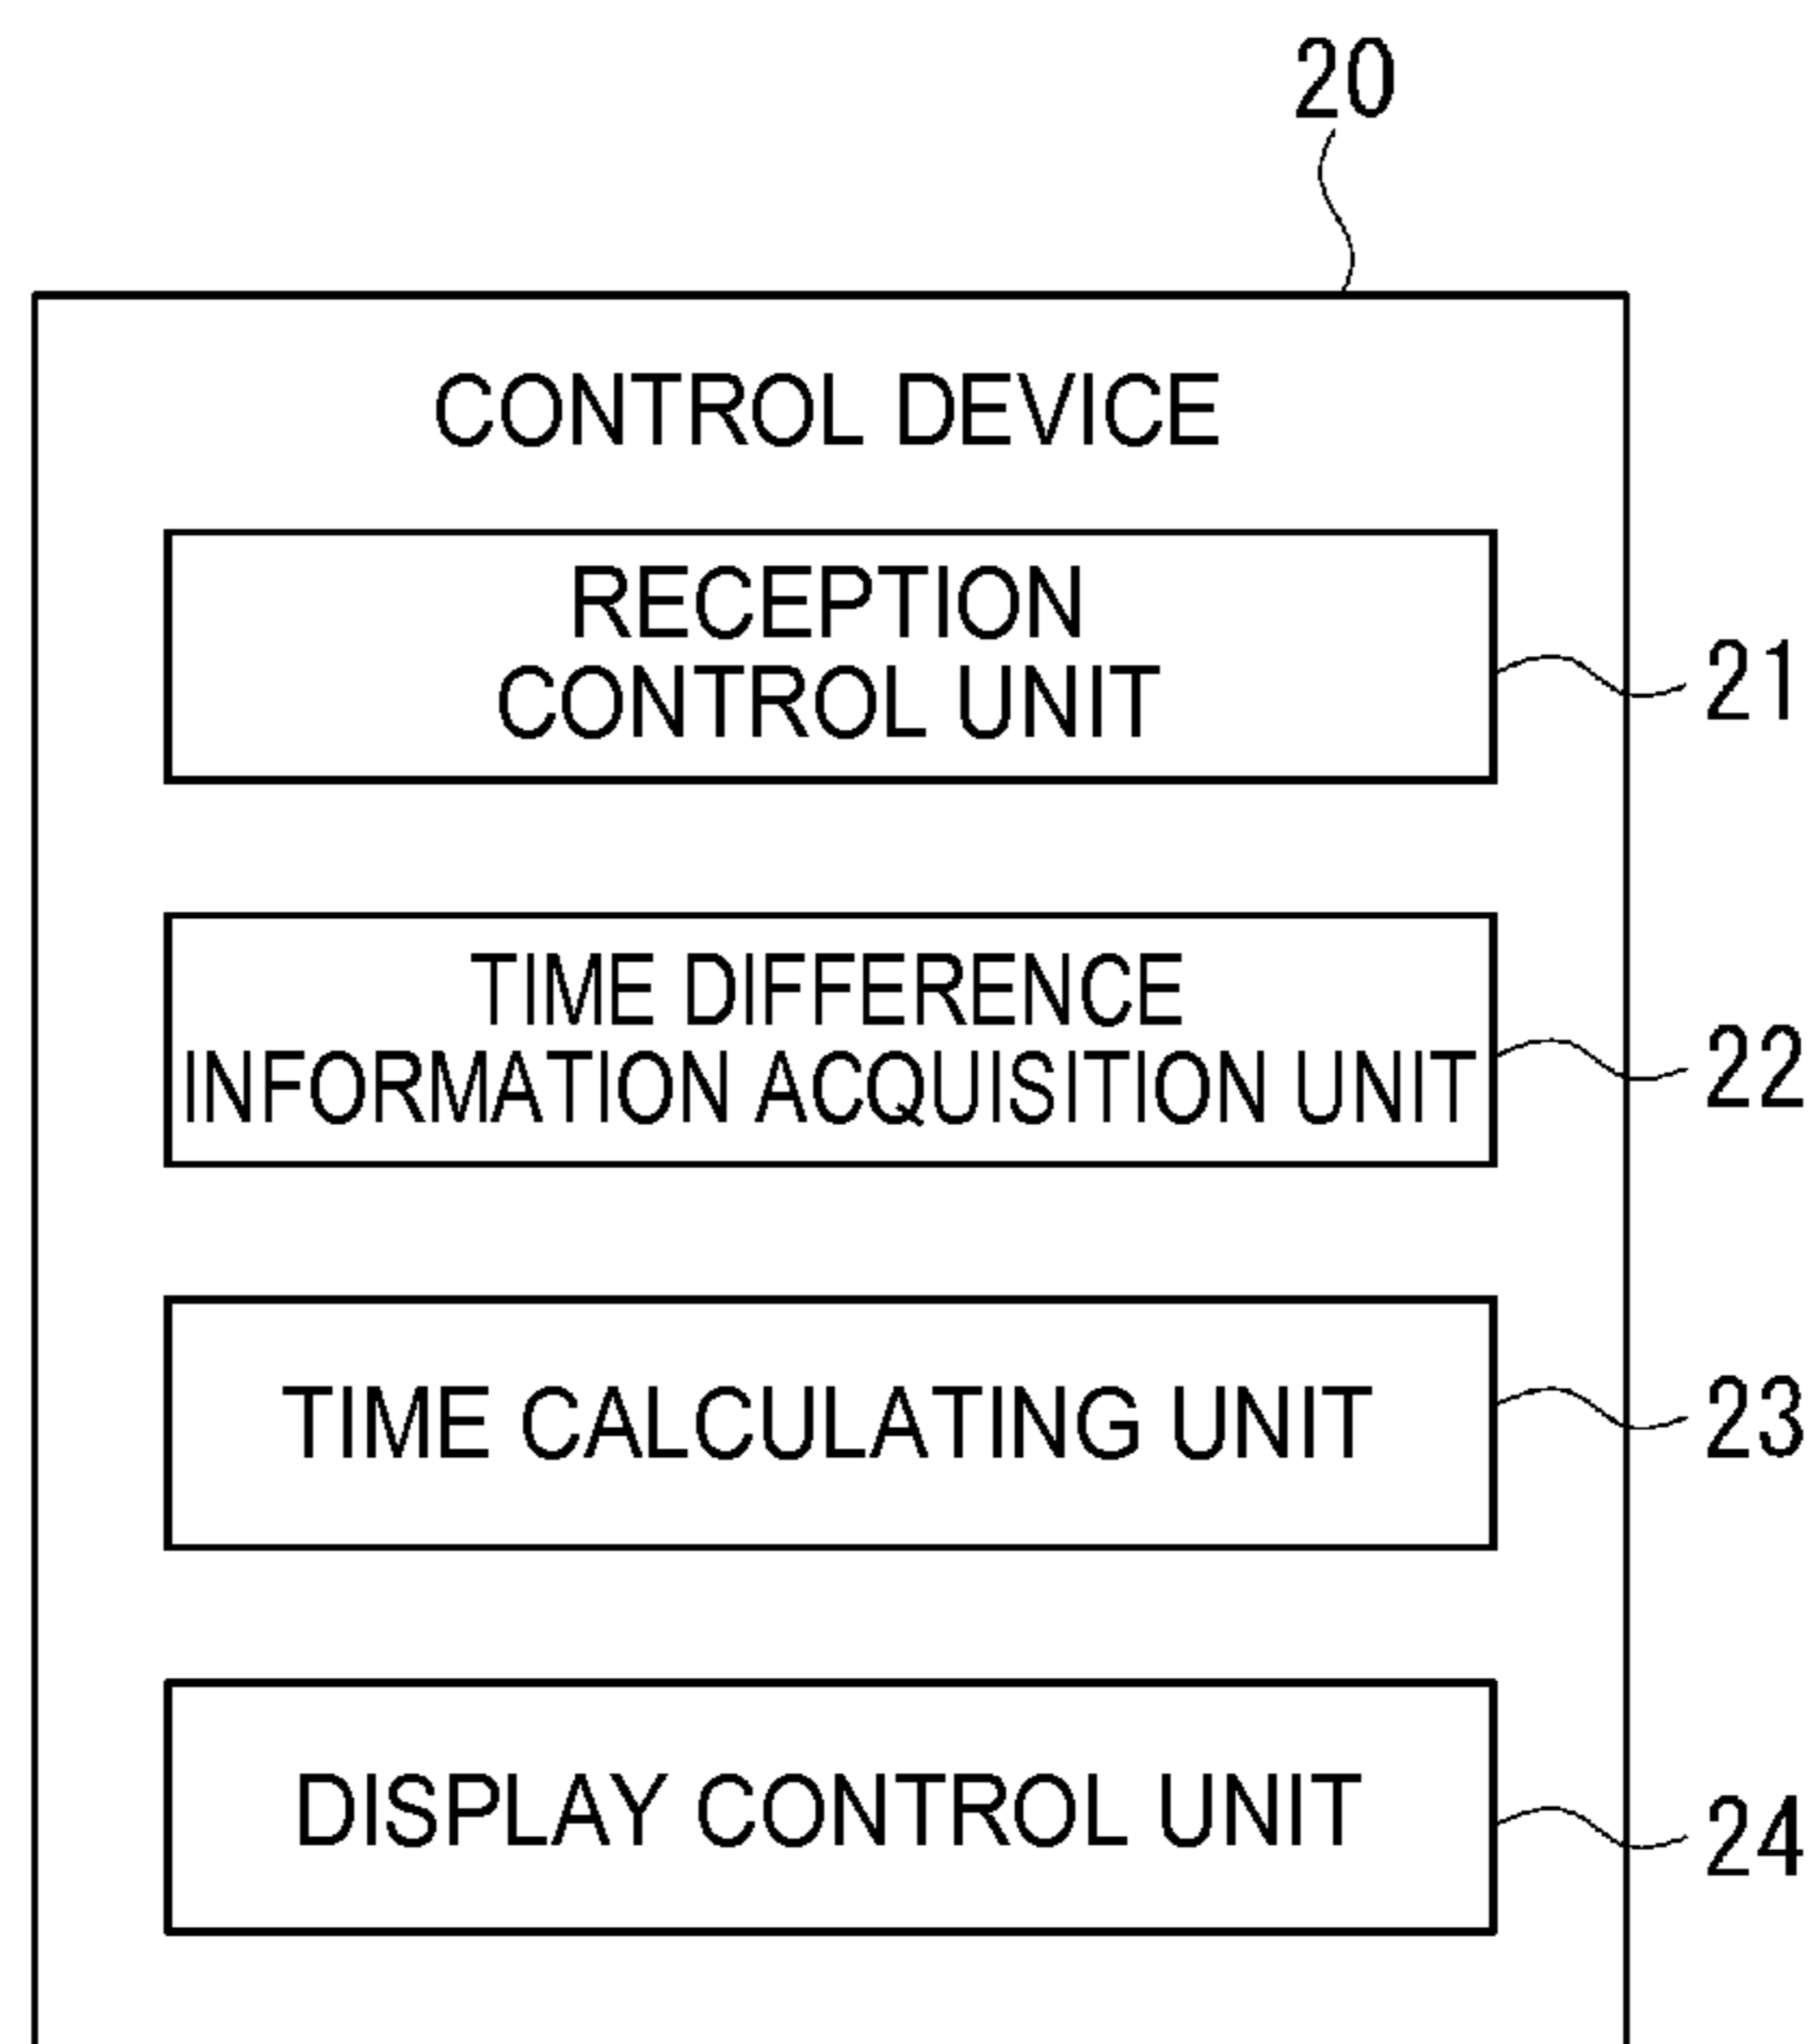 20
CONTROL DEVICE
RECEPTION
CONTROL UNIT
21
TIME DIFFERENCE
INFORMATION ACQUISITION UNIT
22
TIME CALCULATING UNIT
23
DISPLAY CONTROL UNIT
24